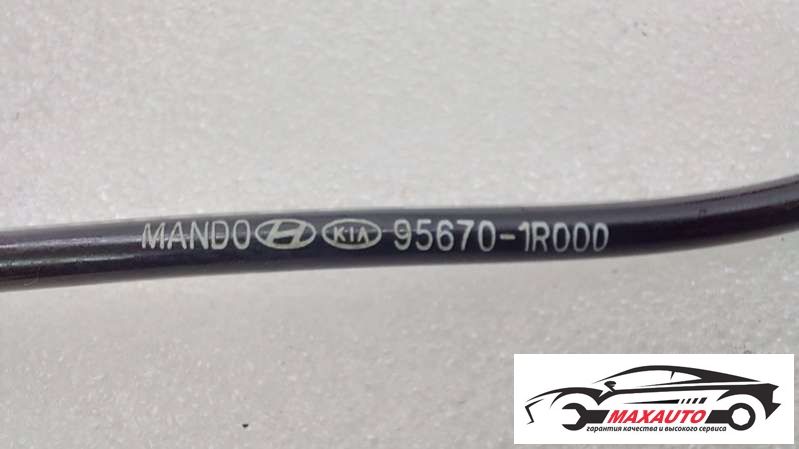 MANDO KIA 95670-1R000
MAXAUTO
гарантия качества и высокого сервиса